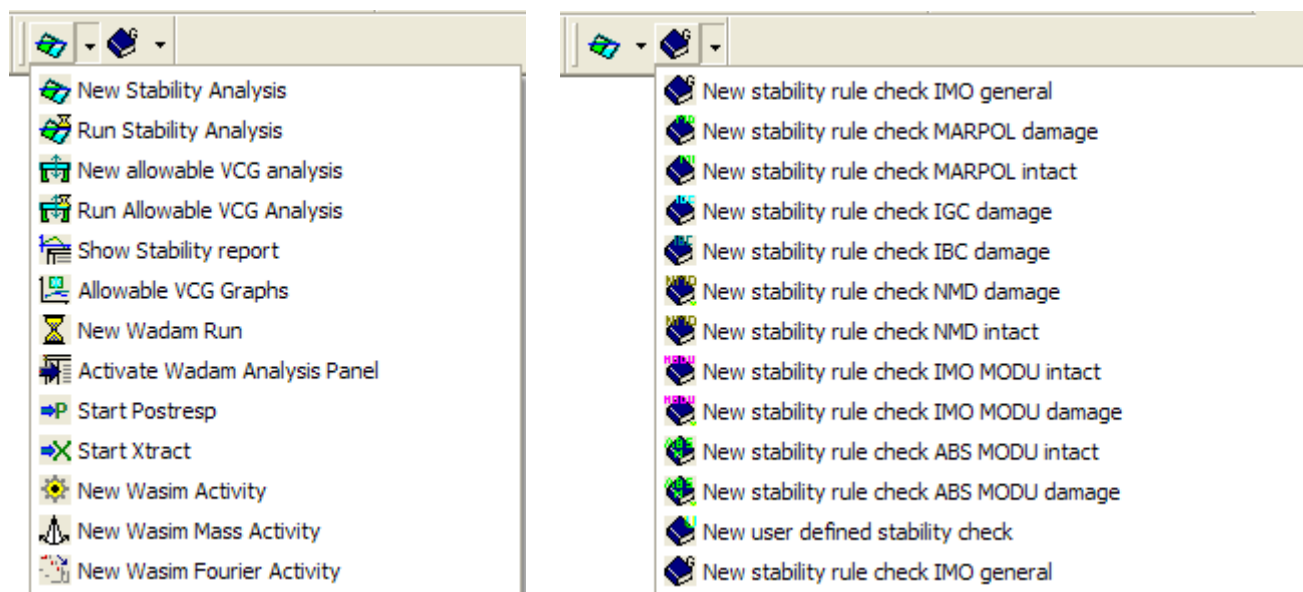 New Stability Analysis
Run Stability Analysis
New allowable VCG analysis
Run Allowable VCG Analysis
Show Stability report
Allowable VCG Graphs
New Wadam Run
Activate Wadam Analysis Panel
Start Postresp
Start Xtract
New Wasim Activity
New Wasim Mass Activity
New Wasim Fourier Activity
New stability rule check IMO general
New stability rule check MARPOL damage
New stability rule check MARPOL intact
New stability rule check IGC damage
New stability rule check IBC damage
New stability rule check NMD damage
New stability rule check NMD intact
New stability rule check IMO MODU intact
New stability rule check IMO MODU damage
New stability rule check ABS MODU intact
New stability rule check ABS MODU damage
New user defined stability check
New stability rule check IMO general